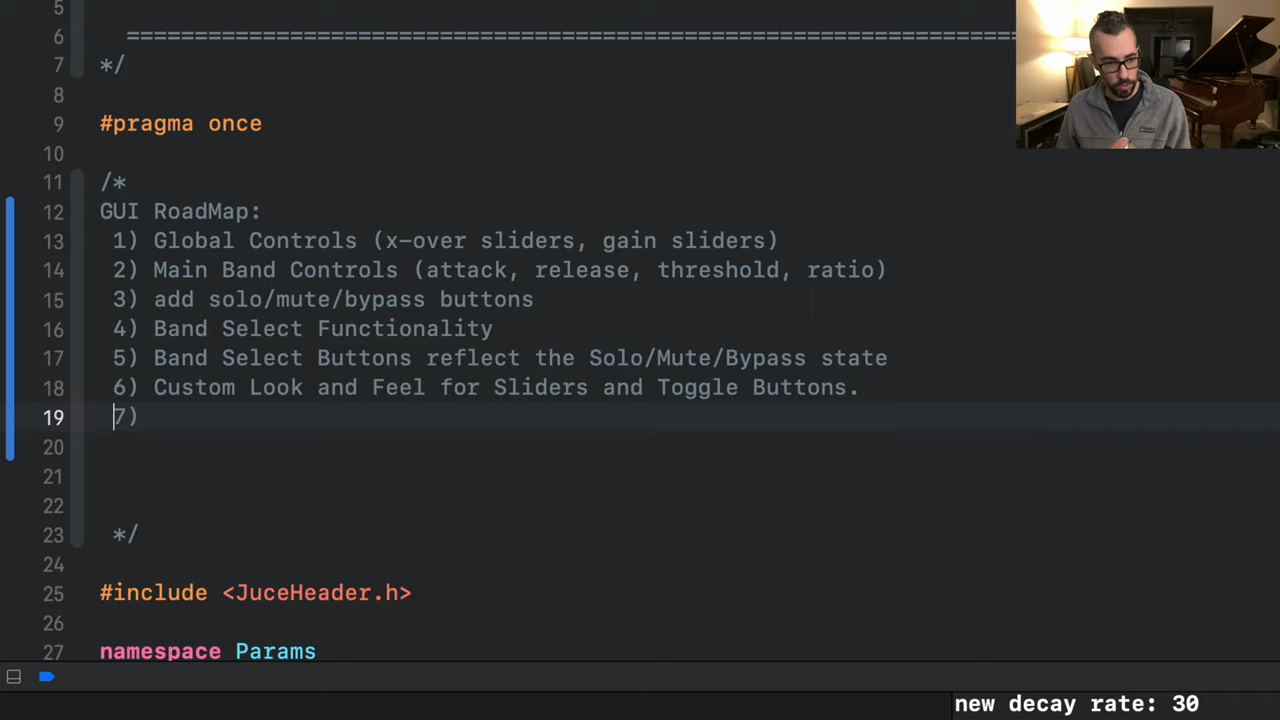 5
6 ==================================================================
7 */
8
9 #pragma once
10
11 /*
12 GUI RoadMap:
13 1) Global Controls (x-over sliders, gain sliders)
14 2) Main Band Controls (attack, release, threshold, ratio)
15 3) add solo/mute/bypass buttons
16 4) Band Select Functionality
17 5) Band Select Buttons reflect the Solo/Mute/Bypass state
18 6) Custom Look and Feel for Sliders and Toggle Buttons.
19 7)
20
21
22
23 */
24
25 #include <JuceHeader.h>
26
27 namespace Params
new decay rate: 30